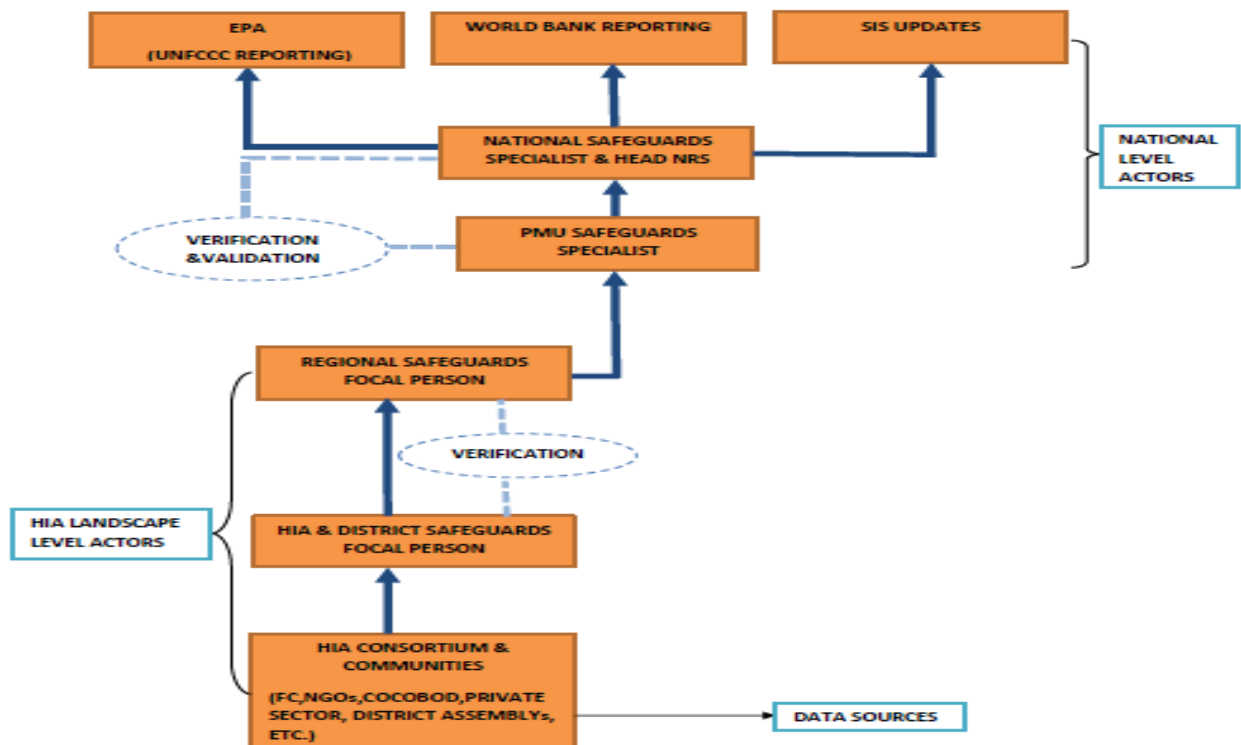 EPA
(UNFCCC REPORTING)
WORLD BANK REPORTING
SIS UPDATES
NATIONAL SAFEGUARDS
SPECIALIST & HEAD NRS
NATIONAL
LEVEL
ACTORS
VERIFICATION
&VALIDATION
PMU SAFEGUARDS
SPECIALIST
REGIONAL SAFEGUARDS
FOCAL PERSON
VERIFICATION
HIA LANDSCAPE
LEVEL ACTORS
HIA & DISTRICT SAFEGUARDS
FOCAL PERSON
HIA CONSORTIUM &
COMMUNITIES
(FC,NGOs,COCOBOD,PRIVATE
SECTOR, DISTRICT ASSEMBLYs,
ETC.)
DATA SOURCES